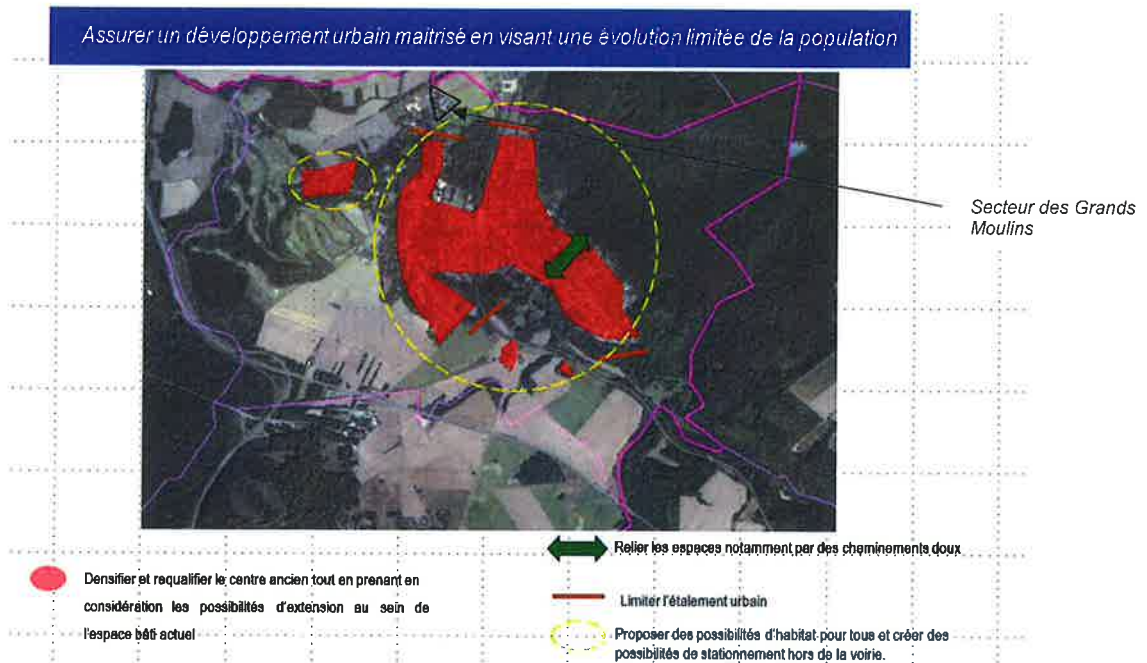 Assurer un développement urbain maîtrisé en visant une évolution limitée de la population
Secteur des Grands
Moulins
Relier les espaces notamment par des cheminements doux
Densifier et requalifier le centre ancien tout en prenant en
considération les possibilités d'extension au sein de
l'espace bâti actuel
Limiter l'étalement urbain
Proposer des possibilités d'habitat pour tous et créer des
possibilités de stationnement hors de la voirie.